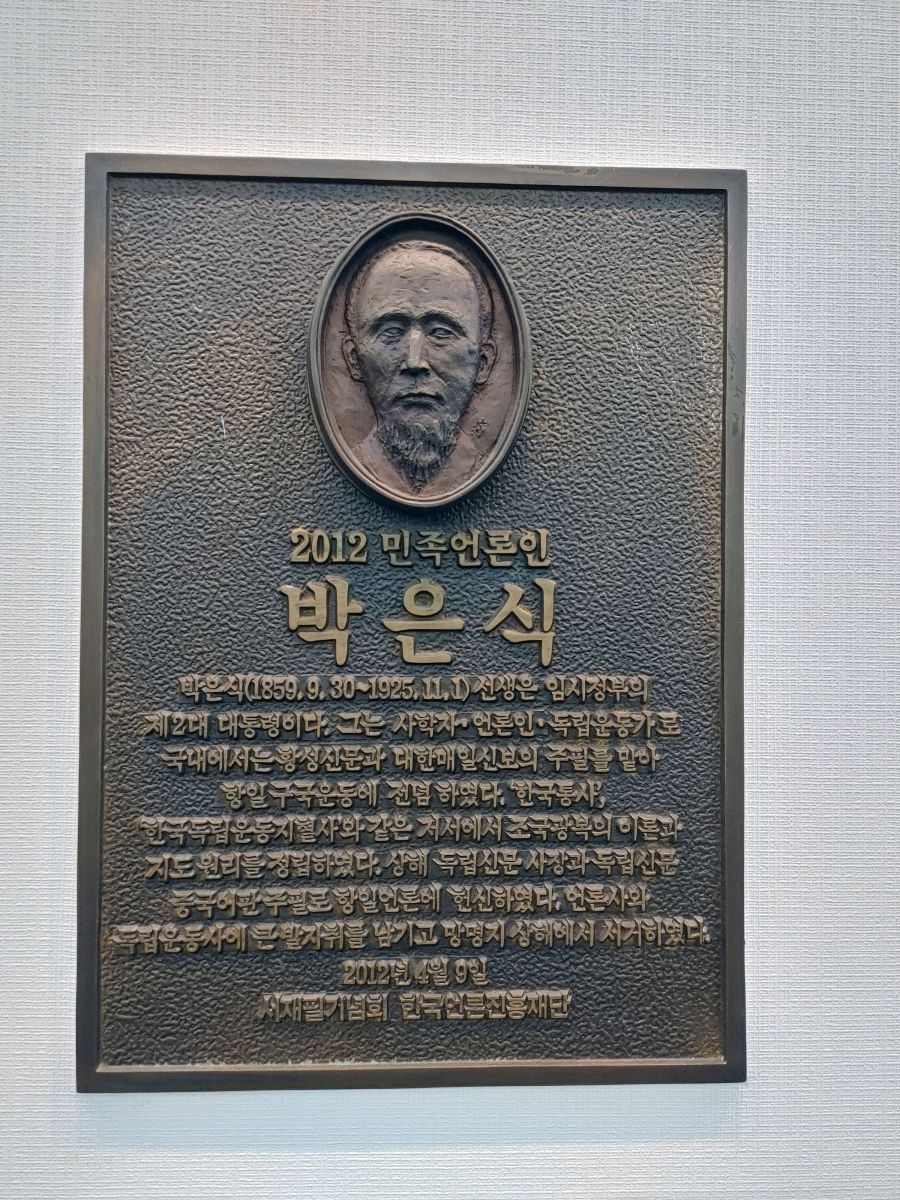 2012 민족언론인
박은식
박은식(1859. 9. 30~1925. 11. 1) 선생은 임시정부의
제2대 대통령이다. 그는 사학자·언론인·독립운동가로
국내에서는 황성신문과 대한매일신보의 주필를 맡아
항일 구국운동에 전념 하였다. '한국통사',
'한국독립운동지혈사'와 같은 저서에서 조국광복의 이론과
지도 원리를 정립하였다. 상해 독립신문 사장과 독립신문
중국어판 주필로 항일언론에 헌신하였다. 언론사와
독립운동사에 큰 발자취를 남기고 망명지 상해에서 서거하였다.
2012년 4월 9일
서재필기념회 한국언론진흥재단